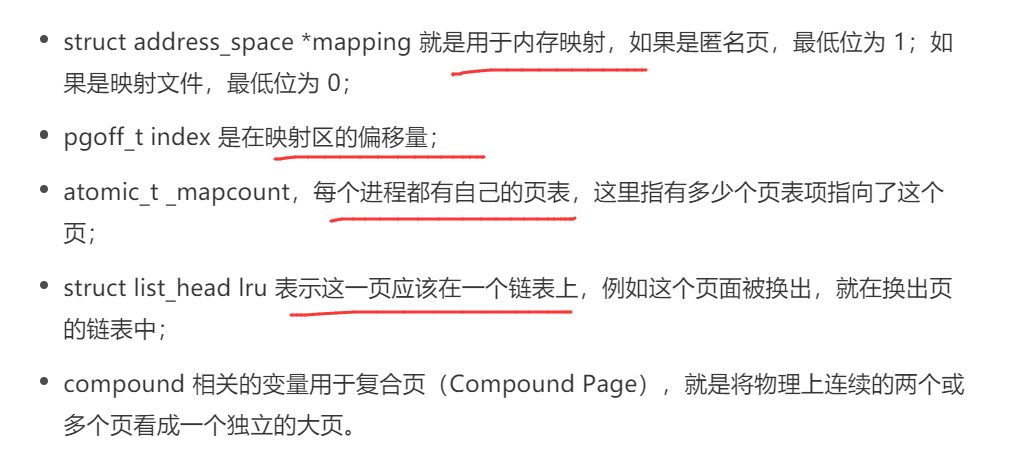 struct address_space *mapping 就是用于内存映射，如果是匿名页，最低位为 1；如
果是映射文件，最低位为 0；
pgoff_t index 是在映射区的偏移量；
atomic_t _mapcount，每个进程都有自己的页表，这里指有多少个页表项指向了这个
页；
struct list_head lru 表示这一页应该在一个链表上，例如这个页面被换出，就在换出页
的链表中；
compound 相关的变量用于复合页（Compound Page），就是将物理上连续的两个或
多个页看成一个独立的大页。